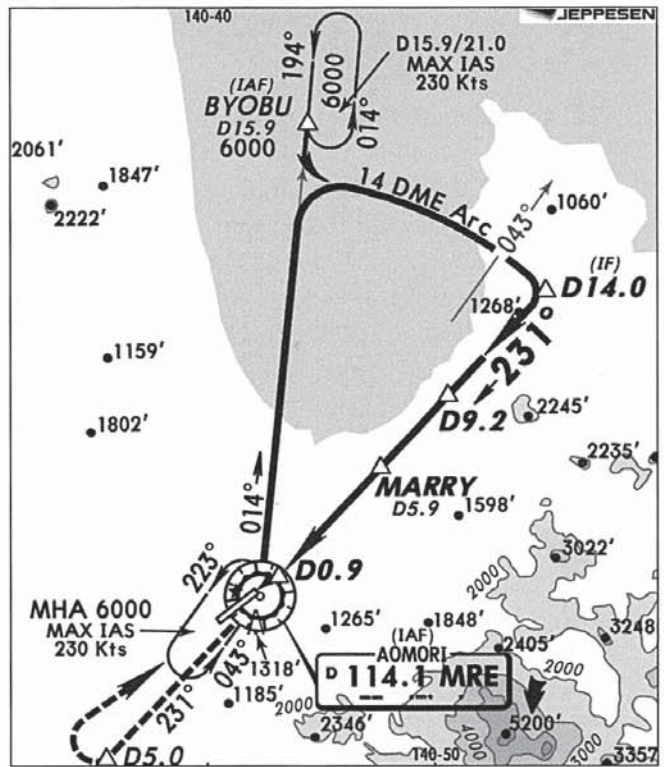 140-40
JEPPESEN
194°
6000
014°
D15.9/21.0
MAX IAS
230 Kts
(IAF)
BYOBU
D15.9
6000
2061'
1847'
2222'
14 DME Arc
043°
1060'
(IF)
D14.0
1268'
231°
1159'
D9.2
2245'
1802'
2235'
MARRY
D5.9
1598'
014°
3022'
2000
223°
D0.9
MHA 6000
MAX IAS
230 Kts
1265'
1848'
3248
(IAF)
AOMORI
2405'
D 114.1 MRE
2000
043°
1318'
231°
1185'
2000
2346'
4000
5200'
D5.0
140-50
3000
3357